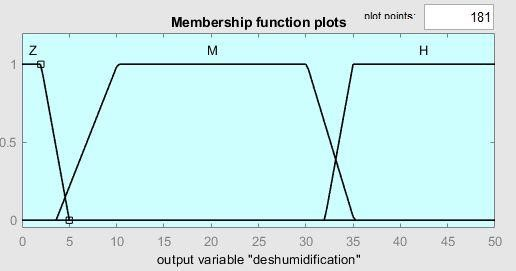 Membership function plots
plot points:
181
Z
M
H
1
0.5
0
0 5 10 15 20 25 30 35 40 45 50
output variable "deshumidification"